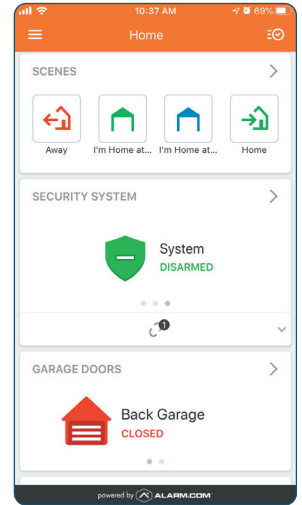 10:37 AM
69%
Home
SCENES
Away
I'm Home at...
I'm Home at...
Home
SECURITY SYSTEM
System
DISARMED
1
GARAGE DOORS
Back Garage
CLOSED
powered by ALARM.COM